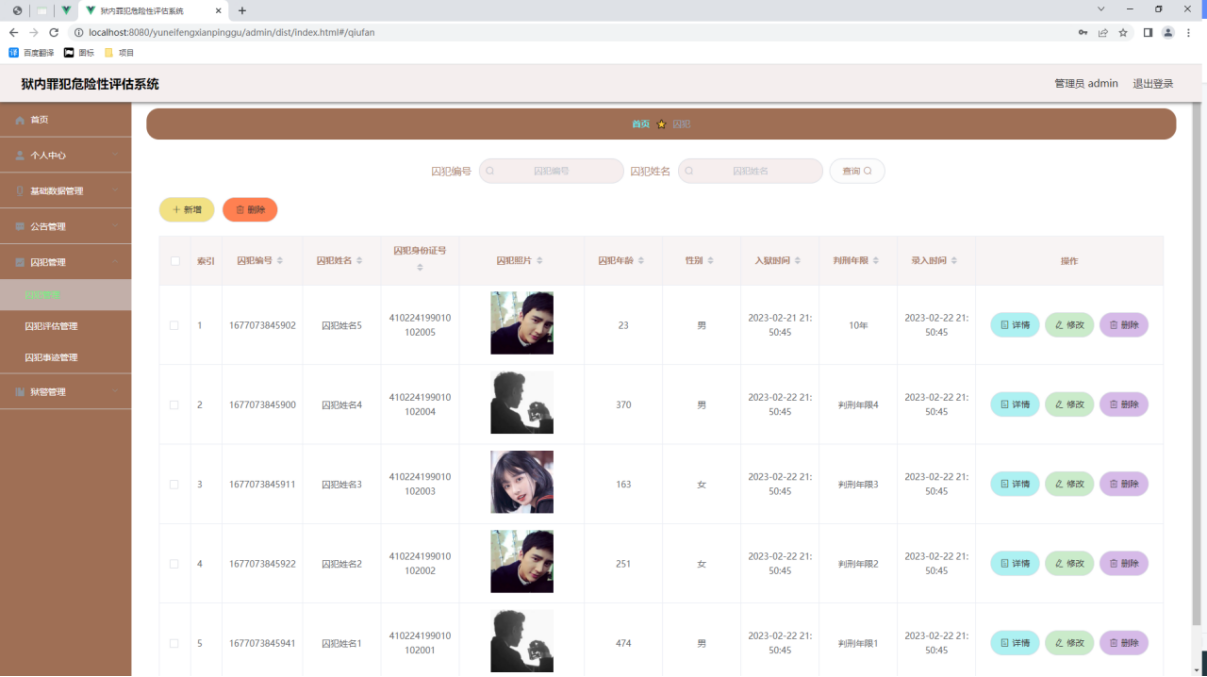 狱内罪犯危险性评估系统
localhost:8080/yuneifengxianpinggu/admin/dist/index.html#/qiufan
百度翻译 图标 项目
狱内罪犯危险性评估系统 管理员 admin 退出登录
首页
个人中心
基础数据管理
公告管理
囚犯管理
囚犯管理
囚犯评估管理
囚犯事迹管理
狱警管理
首页 囚犯
囚犯编号 囚犯编号 囚犯姓名 囚犯姓名 查询
+ 新增 删除
索引 囚犯编号 囚犯姓名 囚犯身份证号 囚犯照片 囚犯年龄 性别 入狱时间 判刑年限 录入时间 操作
1 1677073845902 囚犯姓名5 410224199010102005 23 男 2023-02-21 21:50:45 10年 2023-02-22 21:50:45 详情 修改 删除
2 1677073845900 囚犯姓名4 410224199010102004 370 男 2023-02-22 21:50:45 判刑年限4 2023-02-22 21:50:45 详情 修改 删除
3 1677073845911 囚犯姓名3 410224199010102003 163 女 2023-02-22 21:50:45 判刑年限3 2023-02-22 21:50:45 详情 修改 删除
4 1677073845922 囚犯姓名2 410224199010102002 251 女 2023-02-22 21:50:45 判刑年限2 2023-02-22 21:50:45 详情 修改 删除
5 1677073845941 囚犯姓名1 410224199010102001 474 男 2023-02-22 21:50:45 判刑年限1 2023-02-22 21:50:45 详情 修改 删除